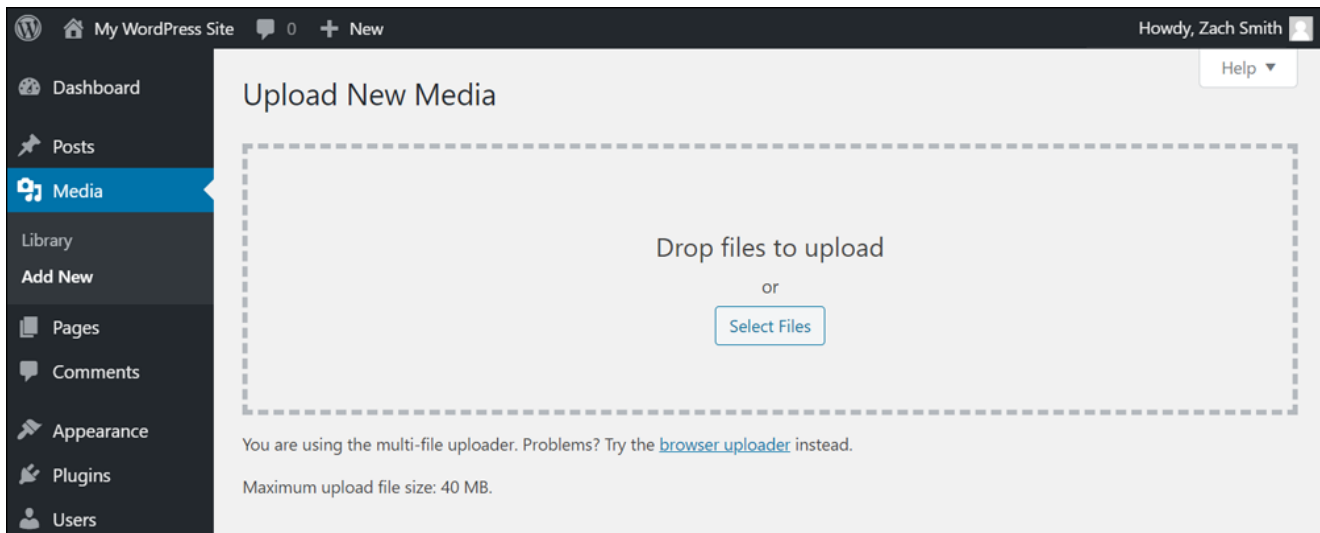 My WordPress Site 0 + New Howdy, Zach Smith
Help ▼
Dashboard
Posts
Media
Library
Add New
Pages
Comments
Appearance
Plugins
Users
Upload New Media
Drop files to upload
or
Select Files
You are using the multi-file uploader. Problems? Try the browser uploader instead.
Maximum upload file size: 40 MB.